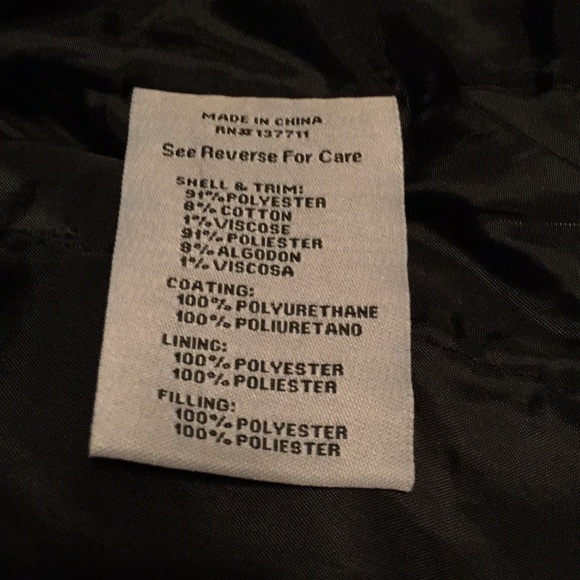 MADE IN CHINA
RN# 137711
See Reverse For Care
SHELL & TRIM:
91% POLYESTER
8% COTTON
1% VISCOSE
91% POLIESTER
8% ALGODON
1% VISCOSA
COATING:
100% POLYURETHANE
100% POLIURETANO
LINING:
100% POLYESTER
100% POLIESTER
FILLING:
100% POLYESTER
100% POLIESTER